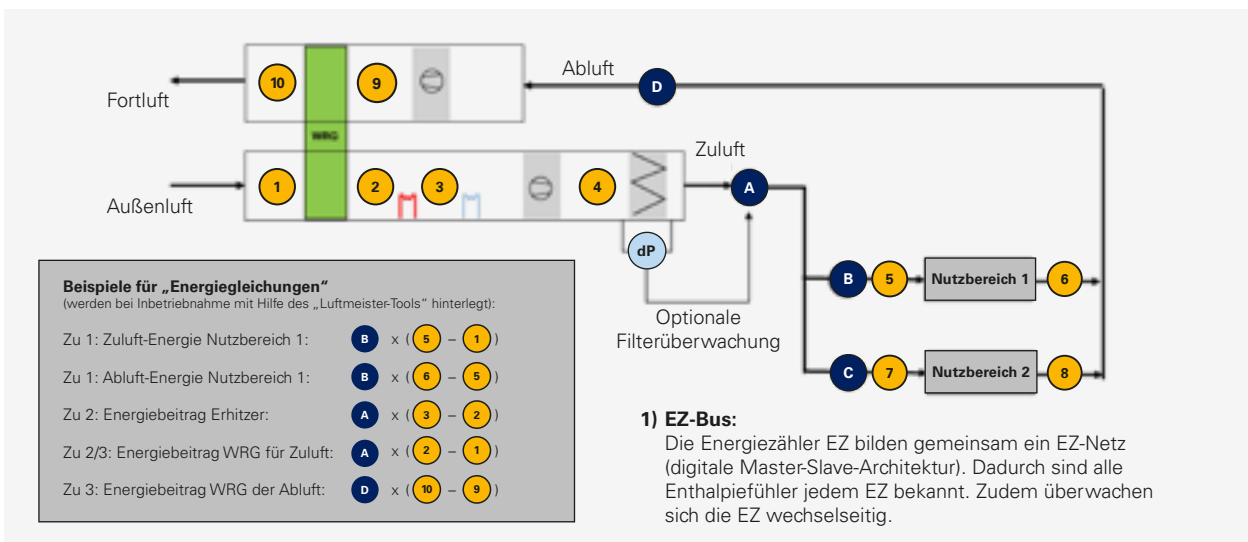 10
9
Abluft
D
Fortluft
WRG
Zuluft
1
2
3
4
A
Außenluft
dP
B
5
Nutzbereich 1
6
Optionale
Filterüberwachung
C
7
Nutzbereich 2
8
Beispiele für „Energiegleichungen“
(werden bei Inbetriebnahme mit Hilfe des „Luftmeister-Tools“ hinterlegt):
Zu 1: Zuluft-Energie Nutzbereich 1: B x ( 5 – 1 )
Zu 1: Abluft-Energie Nutzbereich 1: B x ( 6 – 5 )
Zu 2: Energiebeitrag Erhitzer: A x ( 3 – 2 )
Zu 2/3: Energiebeitrag WRG für Zuluft: A x ( 2 – 1 )
Zu 3: Energiebeitrag WRG der Abluft: D x ( 10 – 9 )
1) EZ-Bus:
Die Energiezähler EZ bilden gemeinsam ein EZ-Netz
(digitale Master-Slave-Architektur). Dadurch sind alle
Enthalpiefühler jedem EZ bekannt. Zudem überwachen
sich die EZ wechselseitig.